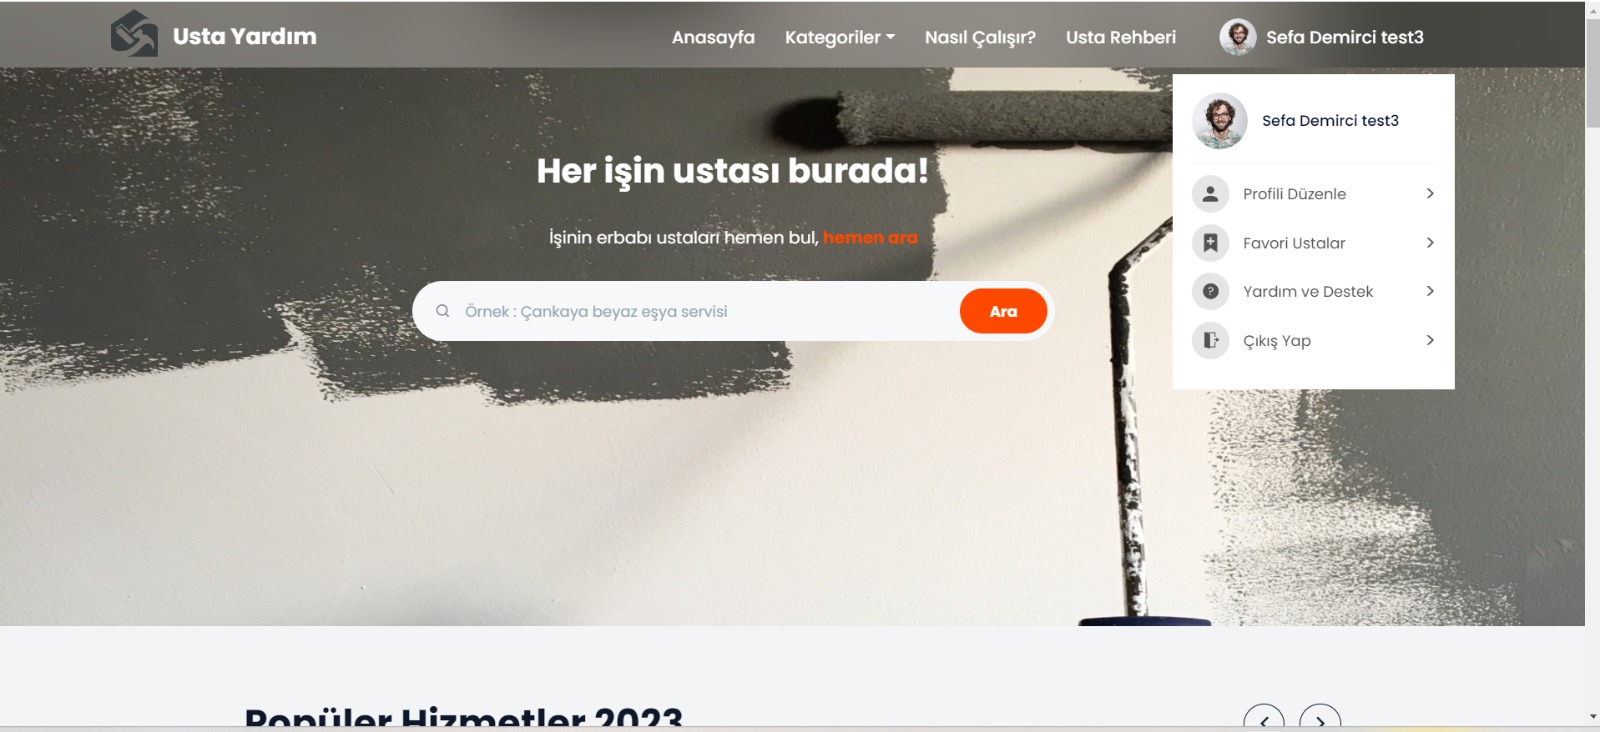 Usta Yardım
Anasayfa Kategoriler Nasıl Çalışır? Usta Rehberi Sefa Demirci test3
Sefa Demirci test3
Profili Düzenle
Favori Ustalar
Yardım ve Destek
Çıkış Yap
Her işin ustası burada!
İşinin erbabı ustaları hemen bul, hemen ara
Örnek : Çankaya beyaz eşya servisi Ara
Popüler Hizmetler 2023